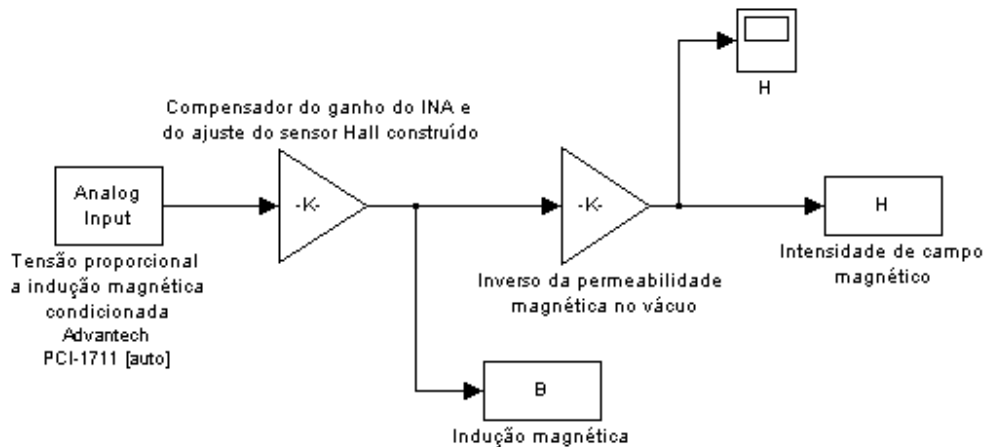 H
Compensador do ganho do INA e
do ajuste do sensor Hall construído
Analog
Input
-K-
-K-
H
Tensão proporcional
a indução magnética
condicionada
Advantech
PCI-1711 [auto]
Inverso da permeabilidade
magnética no vácuo
Intensidade de campo
magnético
B
Indução magnética